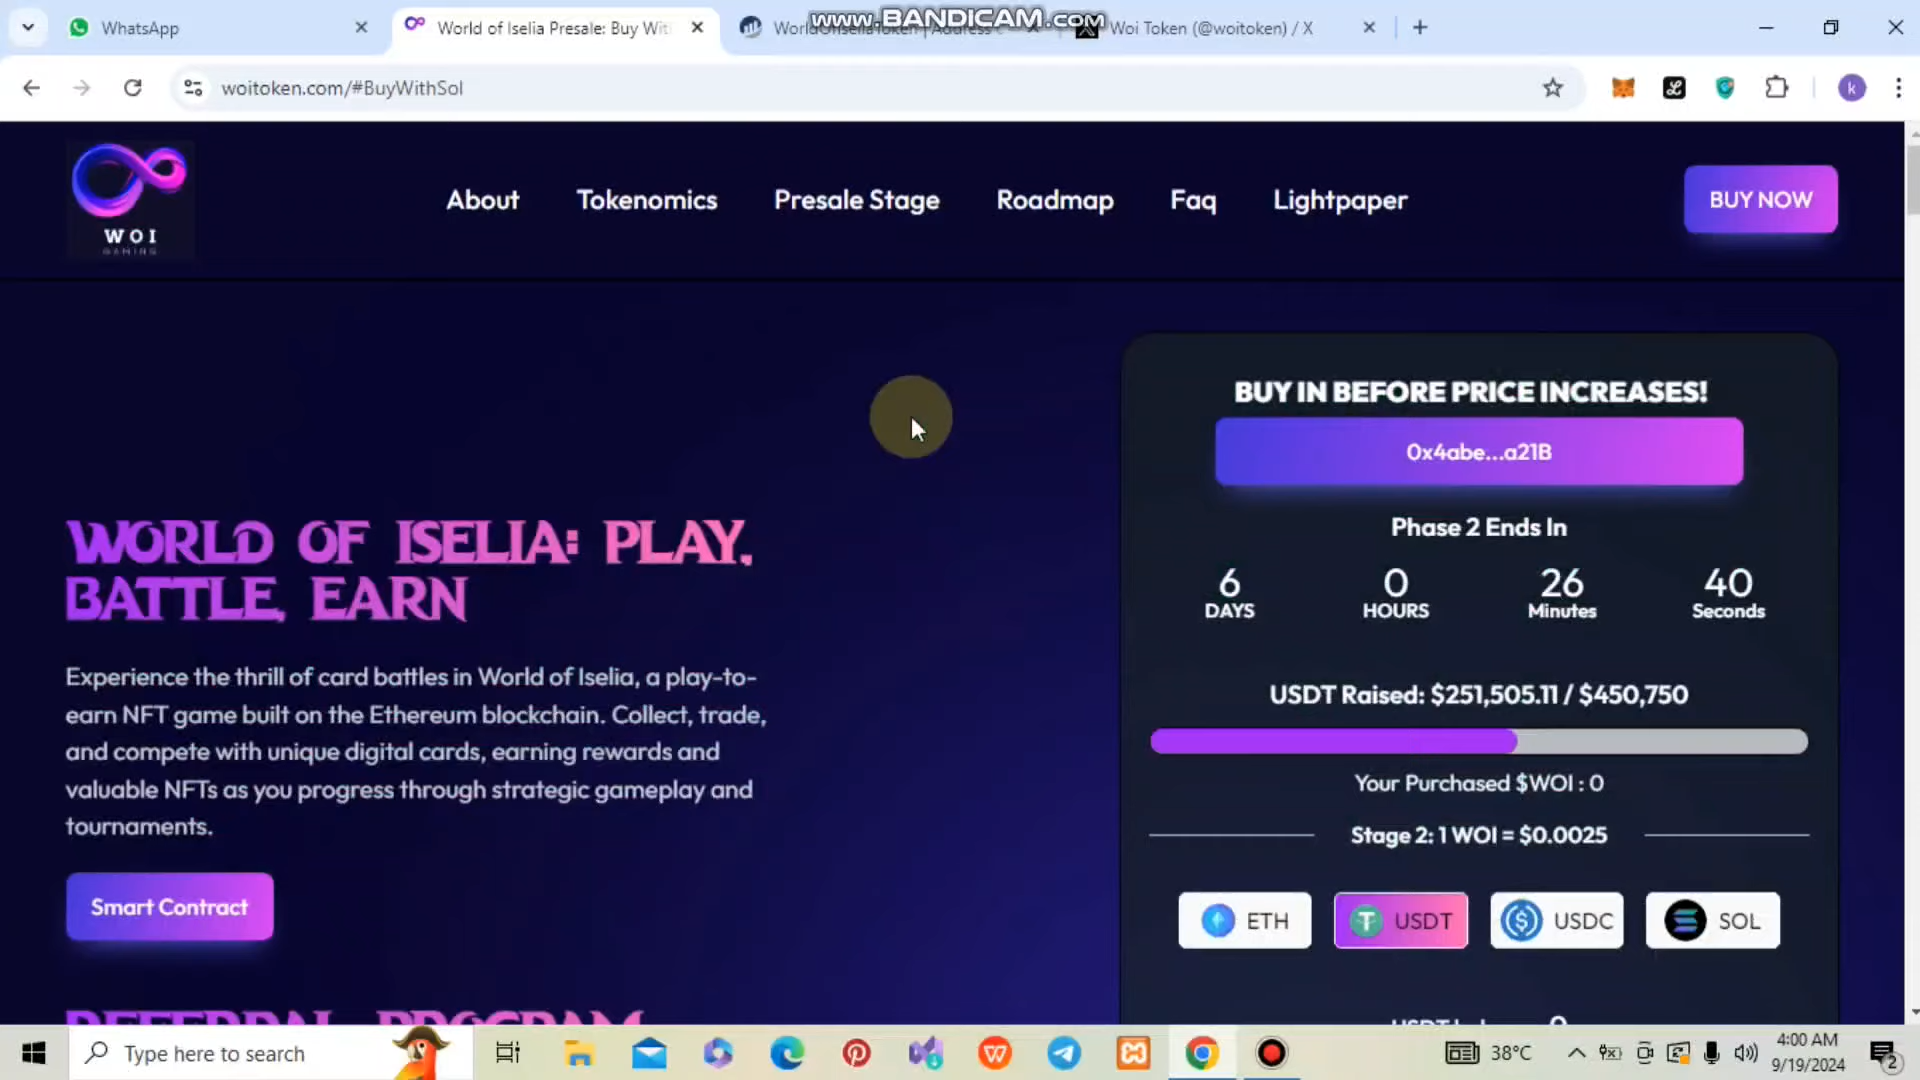 www.BANDICAM.com
WhatsApp
World of Iselia Presale: Buy Wit
Woi Token (@woitoken) / X
woitoken.com/#BuyWithSol
k
WOI
GAMING
About
Tokenomics
Presale Stage
Roadmap
Faq
Lightpaper
BUY NOW
BUY IN BEFORE PRICE INCREASES!
0x4abe...a21B
Phase 2 Ends In
6 0 26 40
DAYS HOURS Minutes Seconds
USDT Raised: $251,505.11 / $450,750
Your Purchased $WOI : 0
Stage 2: 1 WOI = $0.0025
ETH USDT USDC SOL
WORLD OF ISELIA: PLAY,
BATTLE, EARN
Experience the thrill of card battles in World of Iselia, a play-to-
earn NFT game built on the Ethereum blockchain. Collect, trade,
and compete with unique digital cards, earning rewards and
valuable NFTs as you progress through strategic gameplay and
tournaments.
Smart Contract
REFERRAL PROGRAM
Type here to search
38°C
4:00 AM
9/19/2024
2